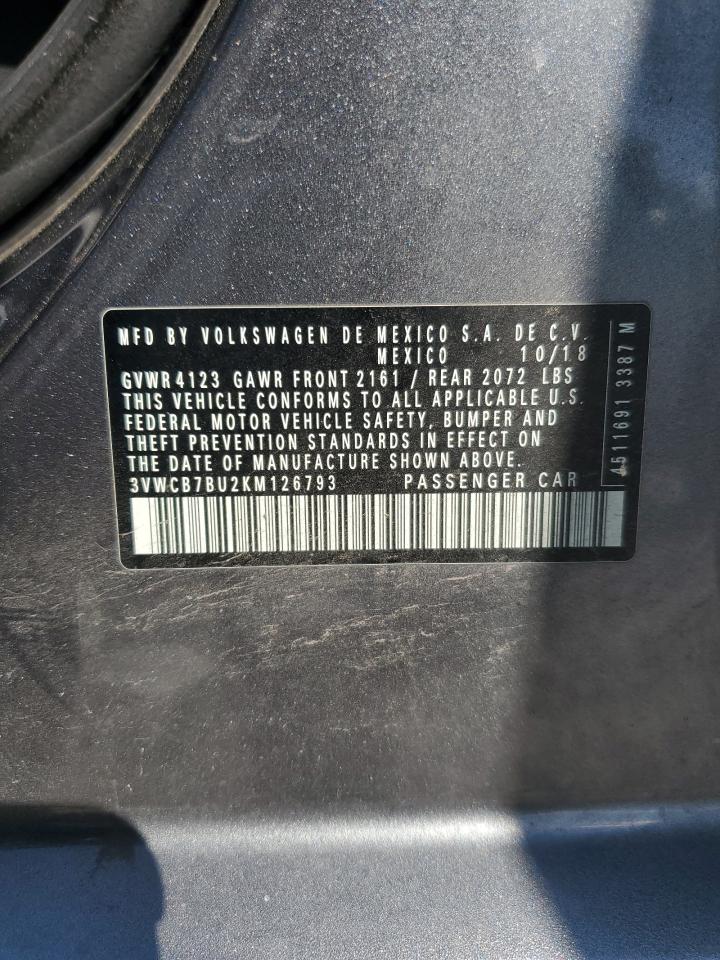 MFD BY VOLKSWAGEN DE MEXICO S.A. DE C.V.
MEXICO 10/18
GVWR 4123 GAWR FRONT 2161 / REAR 2072 LBS
THIS VEHICLE CONFORMS TO ALL APPLICABLE U.S.
FEDERAL MOTOR VEHICLE SAFETY, BUMPER AND
THEFT PREVENTION STANDARDS IN EFFECT ON
THE DATE OF MANUFACTURE SHOWN ABOVE.
3VWCB7BU2KM126793 PASSENGER CAR
4511691 3387 M